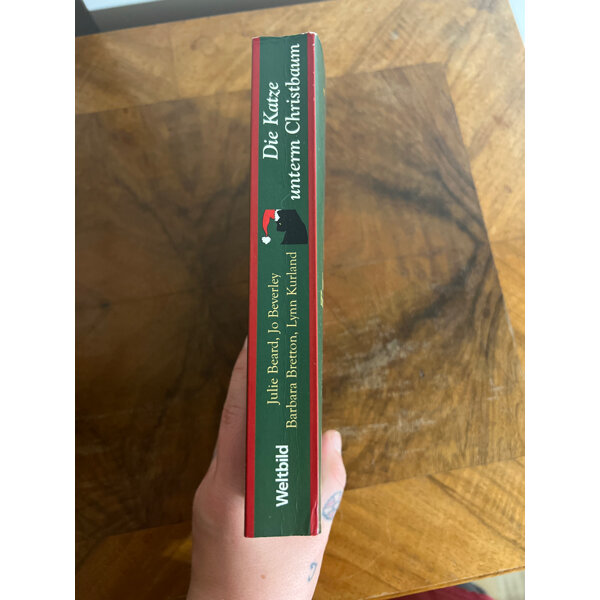 Die Katze
unterm Christbaum
Julie Beard, Jo Beverley
Barbara Bretton, Lynn Kurland
Weltbild